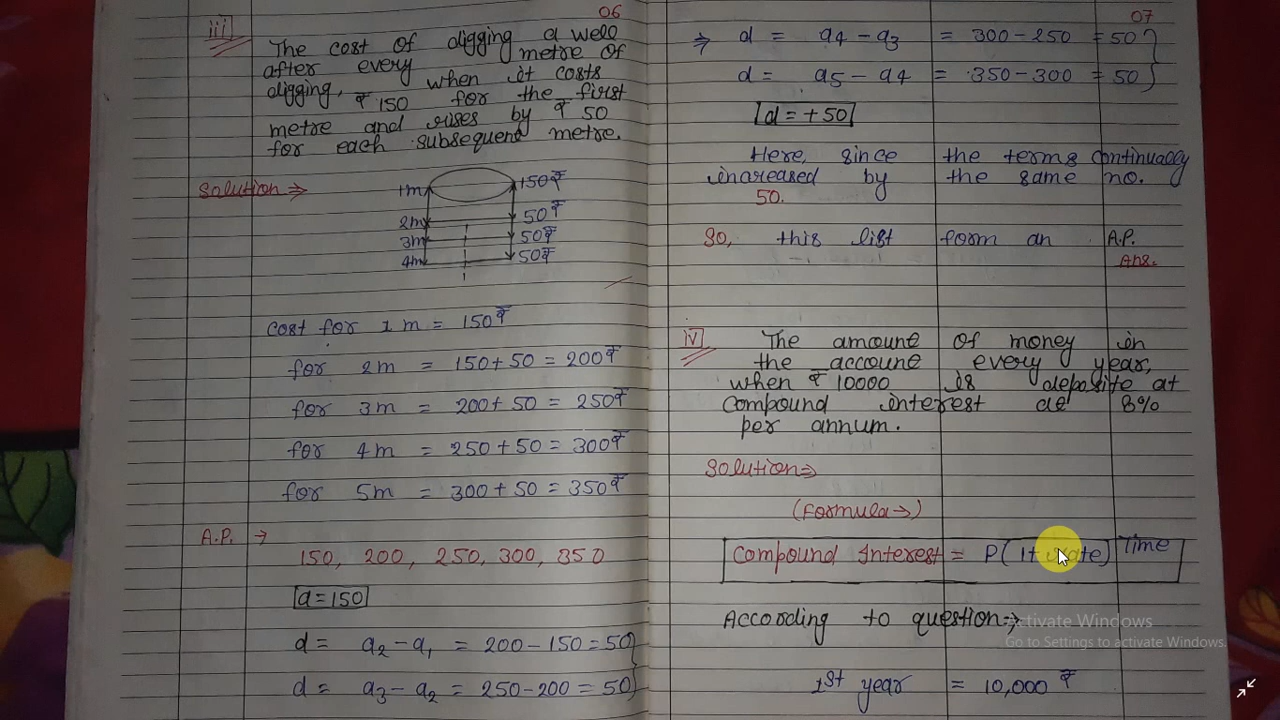 06
iii)
The cost of digging a well
after every metre of
digging, when it costs
₹ 150 for the first
metre and rises by ₹ 50
for each subsequent metre.
Solution ⇒
1m 150₹
2m 50₹
3m 50₹
4m 50₹
Cost for 1 m = 150₹
for 2m = 150 + 50 = 200₹
for 3m = 200 + 50 = 250₹
for 4m = 250 + 50 = 300₹
for 5m = 300 + 50 = 350₹
A.P. →
150, 200, 250, 300, 350
a = 150
d = a₂ - a₁ = 200 - 150 = 50
d = a₃ - a₂ = 250 - 200 = 50
07
⇒ d = a₄ - a₃ = 300 - 250 = 50
d = a₅ - a₄ = 350 - 300 = 50
d = + 50
Here, since the terms continually
increased by the same no.
50.
So, this list form an A.P.
Ans.
iv)
The amount of money in
the account every year,
when ₹ 10000 is deposite at
compound interest at 8%
per annum.
Solution ⇒
(Formula →)
Compound Interest = P(1+ rate) Time
According to question →
1st year = 10,000 ₹
Activate Windows
Go to Settings to activate Windows.